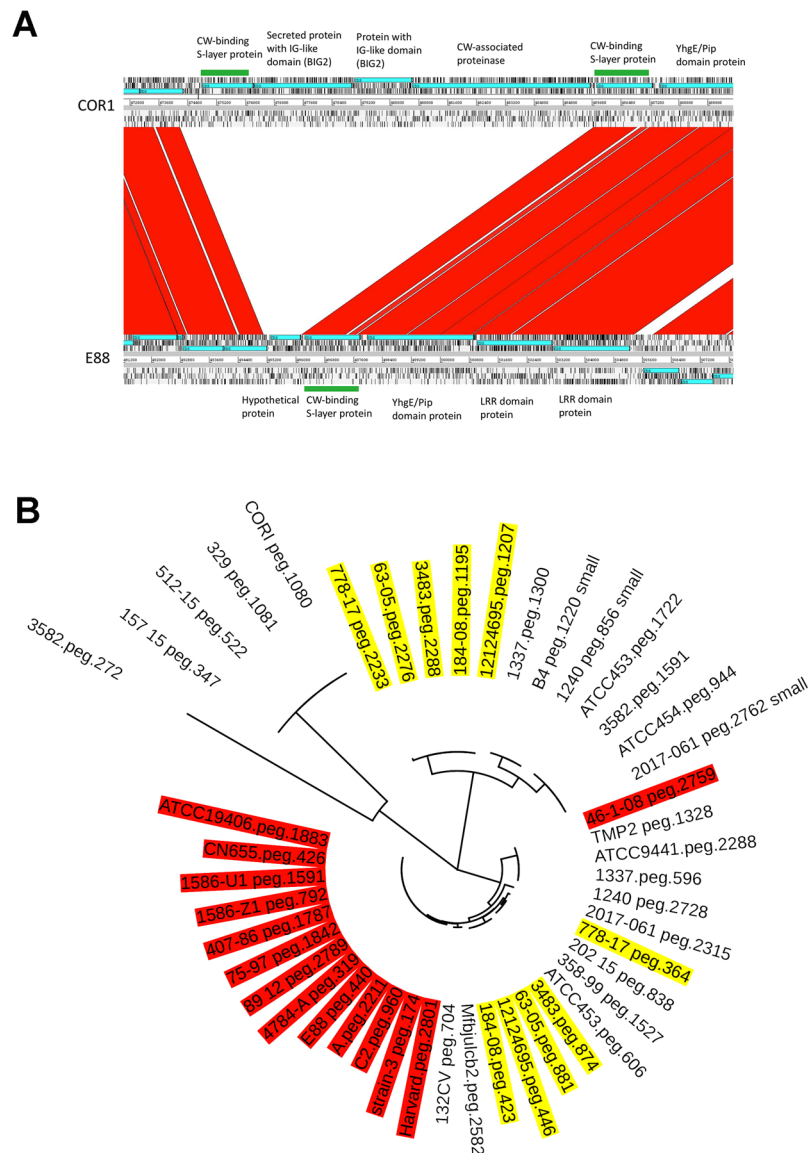 A
CW-binding
S-layer protein
Secreted protein
with IG-like
domain (BIG2)
Protein with
IG-like domain
(BIG2)
CW-associated
proteinase
CW-binding
S-layer protein
YhgE/Pip
domain protein
COR1
E88
Hypothetical
protein
CW-binding
S-layer protein
YhgE/Pip
domain protein
LRR domain
protein
LRR domain
protein
B
3582.peg.272
157 15 peg.347
512-15 peg.522
329 peg.1081
CORI peg.1080
778-17 peg.2233
63-05.peg.2276
3483.peg.2288
184-08.peg.1195
12124695.peg.1207
1337.peg.1300
B4 peg.1220 small
1240 peg.856 small
ATCC453.peg.1722
3582.peg.1591
ATCC454.peg.944
2017-061 peg.2762 small
46-1-08 peg.2759
TMP2 peg.1328
ATCC9441.peg.2288
1337.peg.596
1240 peg.2728
2017-061 peg.2315
778-17 peg.364
202 15 peg.838
358-99 peg.1527
ATCC453.peg.606
3483.peg.874
63-05.peg.881
12124695.peg.446
184-08.peg.423
Mfbjulcb2.peg.2582
132CV peg.704
Harvard.peg.2801
strain-3 peg.174
C2.peg.960
A.peg.2211
E88 peg.440
4784-A peg.319
89 12 peg.2789
75-97 peg.1842
407-86 peg.1787
1586-Z1 peg.792
1586-U1 peg.1591
CN655.peg.426
ATCC19406.peg.1883